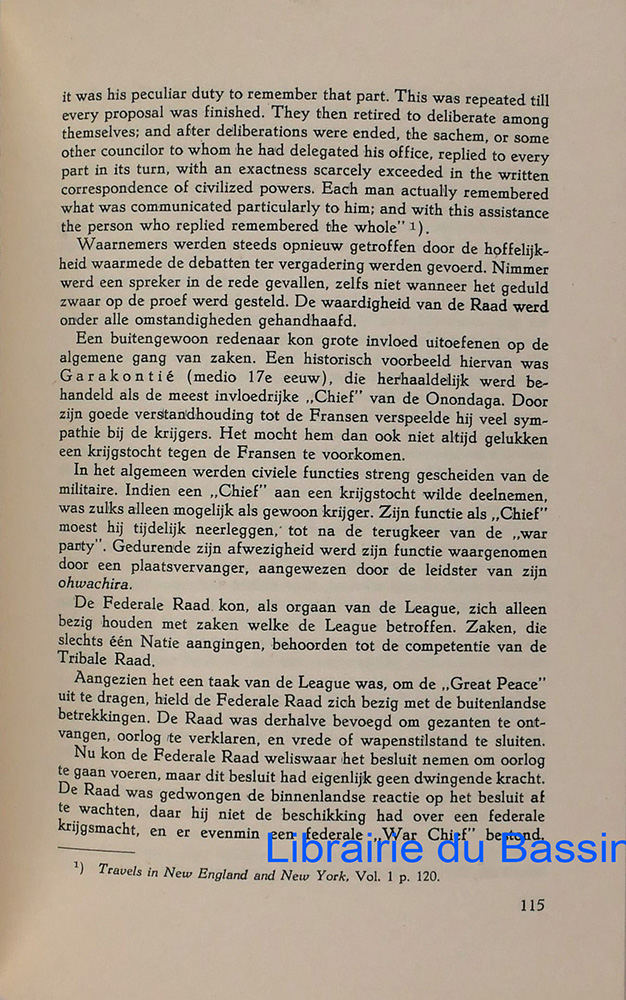 it was his peculiar duty to remember that part. This was repeated till
every proposal was finished. They then retired to deliberate among
themselves; and after deliberations were ended, the sachem, or some
other councilor to whom he had delegated his office, replied to every
part in its turn, with an exactness scarcely exceeded in the written
correspondence of civilized powers. Each man actually remembered
what was communicated particularly to him; and with this assistance
the person who replied remembered the whole" 1).
Waarnemers werden steeds opnieuw getroffen door de hoffelijk-
heid waarmede de debatten ter vergadering werden gevoerd. Nimmer
werd een spreker in de rede gevallen, zelfs niet wanneer het geduld
zwaar op de proef werd gesteld. De waardigheid van de Raad werd
onder alle omstandigheden gehandhaafd.
Een buitengewoon redenaar kon grote invloed uitoefenen op de
algemene gang van zaken. Een historisch voorbeeld hiervan was
Garakontié (medio 17e eeuw), die herhaaldelijk werd be-
handeld als de meest invloedrijke „Chief" van de Onondaga. Door
zijn goede verstandhouding tot de Fransen verspeelde hij veel sym-
pathie bij de krijgers. Het mocht hem dan ook niet altijd gelukken
een krijgstocht tegen de Fransen te voorkomen.
In het algemeen werden civiele functies streng gescheiden van de
militaire. Indien een „Chief" aan een krijgstocht wilde deelnemen,
was zulks alleen mogelijk als gewoon krijger. Zijn functie als „Chief"
moest hij tijdelijk neerleggen, tot na de terugkeer van de „war
party". Gedurende zijn afwezigheid werd zijn functie waargenomen
door een plaatsvervanger, aangewezen door de leidster van zijn
ohwachira.
De Federale Raad kon, als orgaan van de League, zich alleen
bezig houden met zaken welke de League betroffen. Zaken, die
slechts één Natie aangingen, behoorden tot de competentie van de
Tribale Raad.
Aangezien het een taak van de League was, om de „Great Peace"
uit te dragen, hield de Federale Raad zich bezig met de buitenlandse
betrekkingen. De Raad was derhalve bevoegd om gezanten te ont-
vangen, oorlog te verklaren, en vrede of wapenstilstand te sluiten.
Nu kon de Federale Raad weliswaar het besluit nemen om oorlog
te gaan voeren, maar dit besluit had eigenlijk geen dwingende kracht.
De Raad was gedwongen de binnenlandse reactie op het besluit af
te wachten, daar hij niet de beschikking had over een federale
krijgsmacht, en er evenmin een federale „War Chief" bestond.
1) Travels in New England and New York, Vol. 1 p. 120.
115
Librairie du Bassin